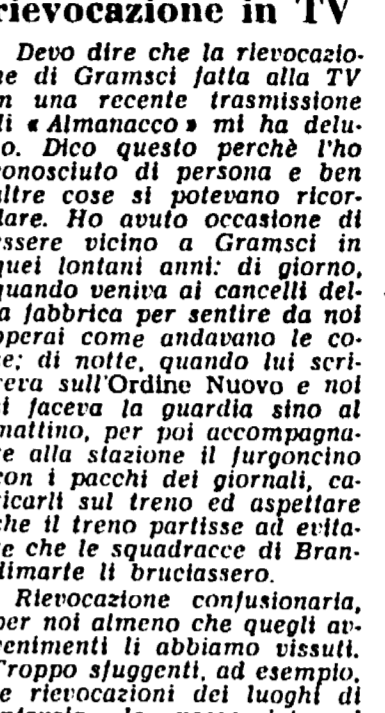 rievocazione in TV
Devo dire che la rievocazio-
ne di Gramsci fatta alla TV
in una recente trasmissione
di « Almanacco » mi ha delu-
so. Dico questo perchè l'ho
conosciuto di persona e ben
altre cose si potevano ricor-
dare. Ho avuto occasione di
essere vicino a Gramsci in
quei lontani anni: di giorno,
quando veniva ai cancelli del-
la fabbrica per sentire da noi
operai come andavano le co-
se; di notte, quando lui scri-
veva sull'Ordine Nuovo e noi
si faceva la guardia sino al
mattino, per poi accompagna-
re alla stazione il furgoncino
con i pacchi dei giornali, ca-
ricarli sul treno ed aspettare
che il treno partisse ad evita-
re che le squadracce di Bran-
dimarte li bruciassero.
Rievocazione confusionaria,
per noi almeno che quegli av-
venimenti li abbiamo vissuti.
Troppo sfuggenti, ad esempio,
le rievocazioni dei luoghi di